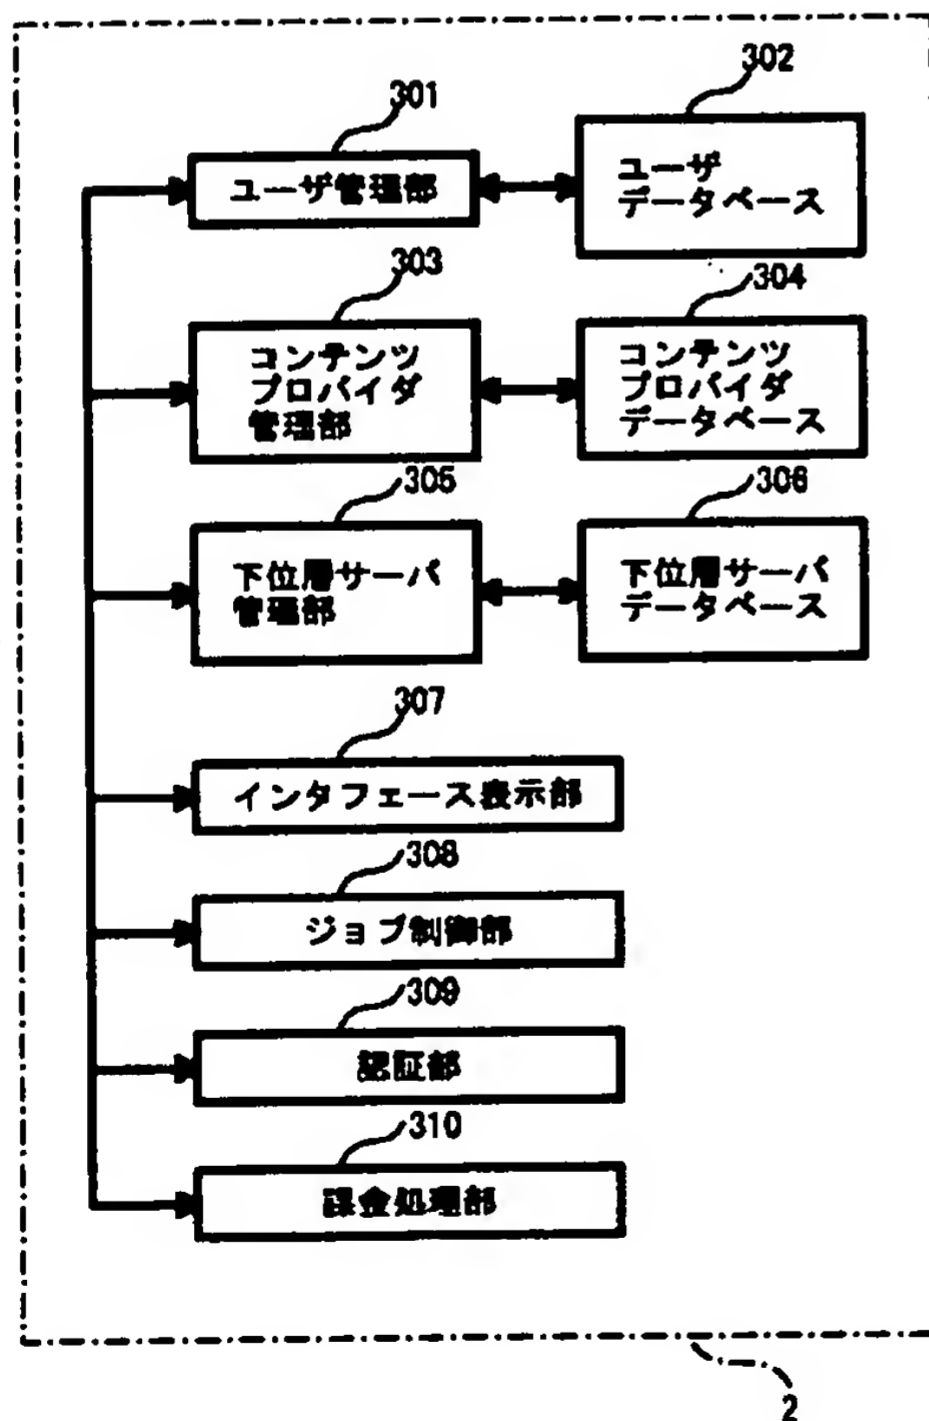 301
302
ユーザ管理部
ユーザ
データベース
303
304
コンテンツ
プロバイダ
管理部
コンテンツ
プロバイダ
データベース
305
306
下位層サーバ
管理部
下位層サーバ
データベース
307
インタフェース表示部
308
ジョブ制御部
309
認証部
310
課金処理部
2